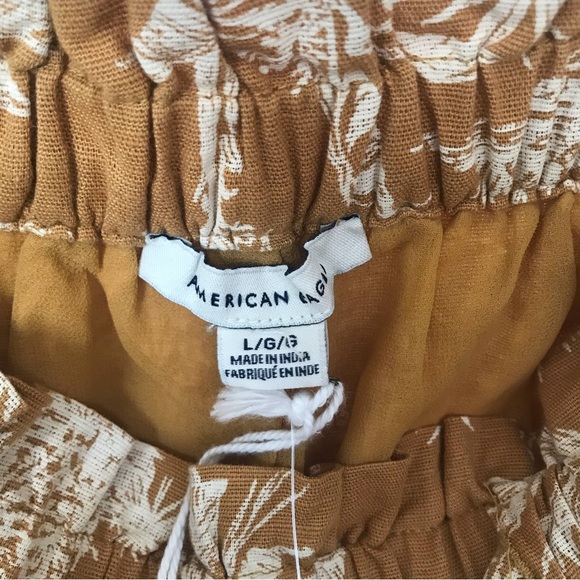 AMERICAN EAGLE
L/G/G
MADE IN INDIA
FABRIQUÉ EN INDE